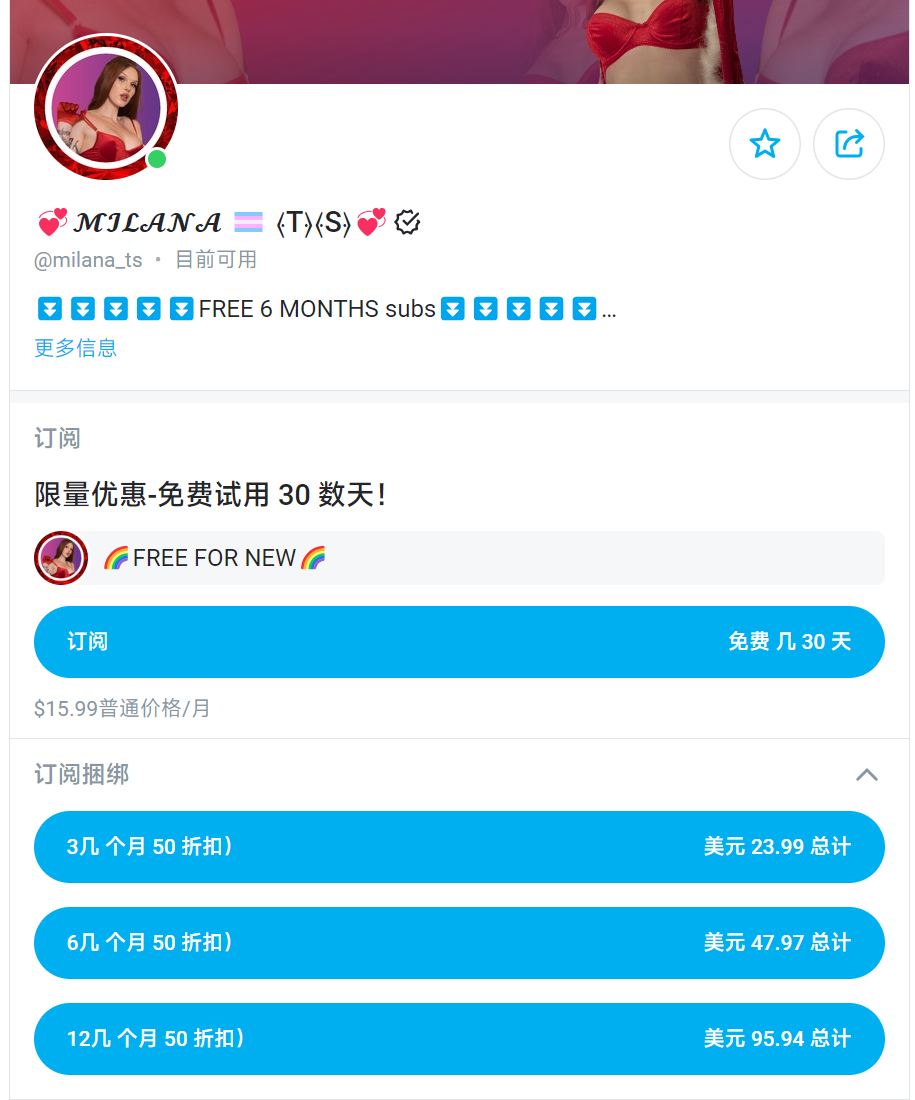 💞𝓜𝓘𝓛𝓐𝓝𝓐 🏳️‍⚧️ ⦑T⦒⦑S⦒💞
@milana_ts • 目前可用
⏬⏬⏬⏬⏬FREE 6 MONTHS subs⏬⏬⏬⏬⏬...
更多信息
订阅
限量优惠-免费试用 30 数天！
🌈FREE FOR NEW🌈
订阅 免费 几 30 天
$15.99普通价格/月
订阅捆绑
3几 个月 50 折扣） 美元 23.99 总计
6几 个月 50 折扣） 美元 47.97 总计
12几 个月 50 折扣） 美元 95.94 总计